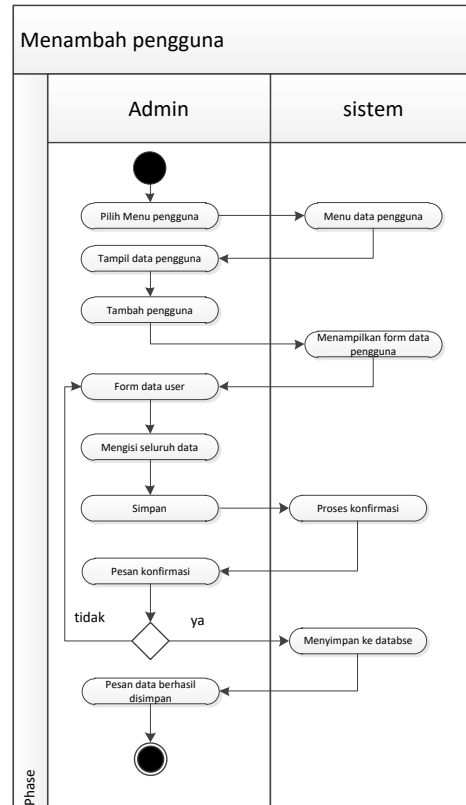 Menambah pengguna
Admin
sistem
Pilih Menu pengguna
Menu data pengguna
Tampil data pengguna
Tambah pengguna
Menampilkan form data
pengguna
Form data user
Mengisi seluruh data
Simpan
Proses konfirmasi
Pesan konfirmasi
tidak
ya
Menyimpan ke databse
Pesan data berhasil
disimpan
Phase